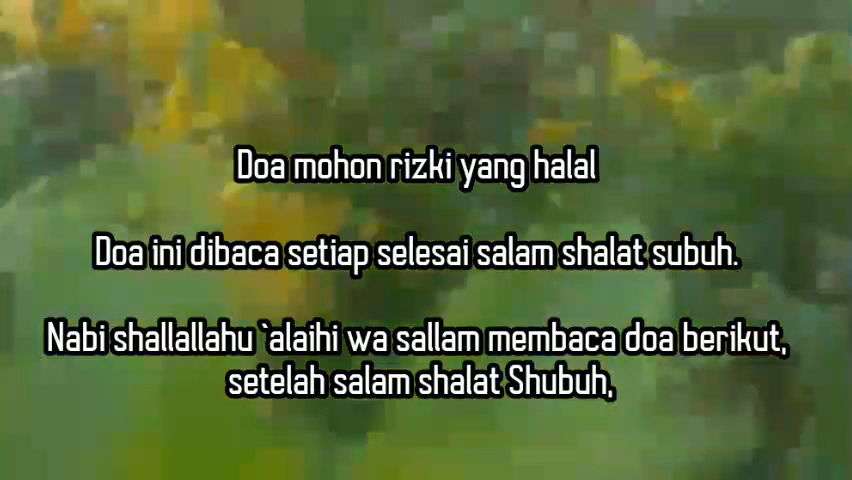 Doa mohon rizki yang halal
Doa ini dibaca setiap selesai salam shalat subuh.
Nabi shallallahu `alaihi wa sallam membaca doa berikut,
setelah salam shalat Shubuh,